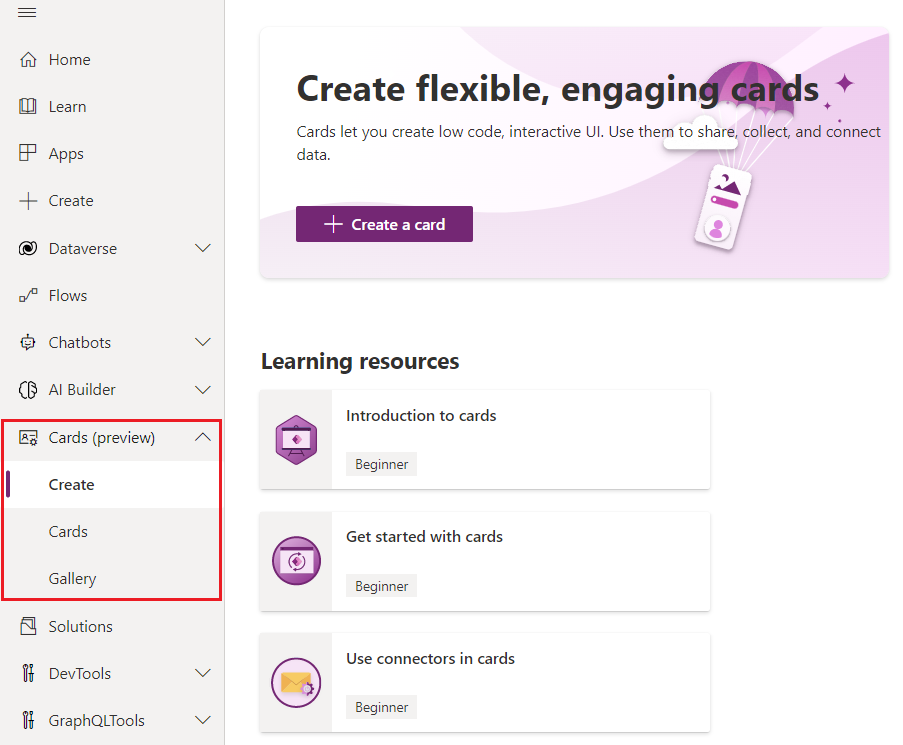 Home
Learn
Apps
Create
Dataverse
Flows
Chatbots
AI Builder
Cards (preview)
Create
Cards
Gallery
Solutions
DevTools
GraphQLTools
Create flexible, engaging cards
Cards let you create low code, interactive UI. Use them to share, collect, and connect
data.
Create a card
Learning resources
Introduction to cards
Beginner
Get started with cards
Beginner
Use connectors in cards
Beginner